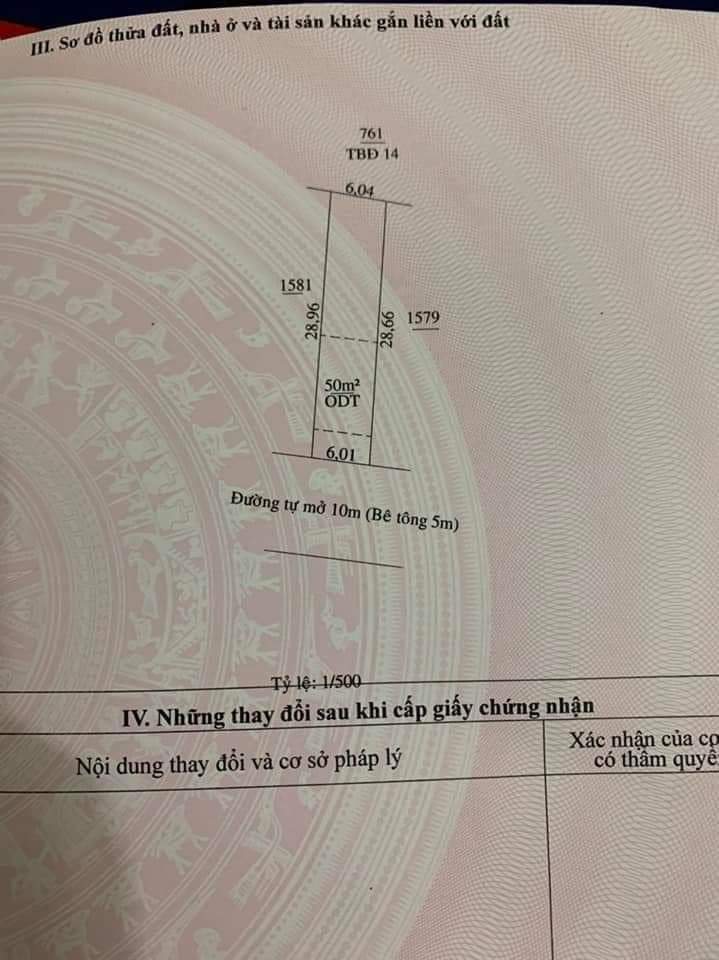 III. Sơ đồ thửa đất, nhà ở và tài sản khác gắn liền với đất
761
TBĐ 14
6,04
1581
28,96
28,66
1579
50m²
ODT
6,01
Đường tự mở 10m (Bê tông 5m)
Tỷ lệ: 1/500
IV. Những thay đổi sau khi cấp giấy chứng nhận
Nội dung thay đổi và cơ sở pháp lý
Xác nhận của cơ
có thẩm quyề